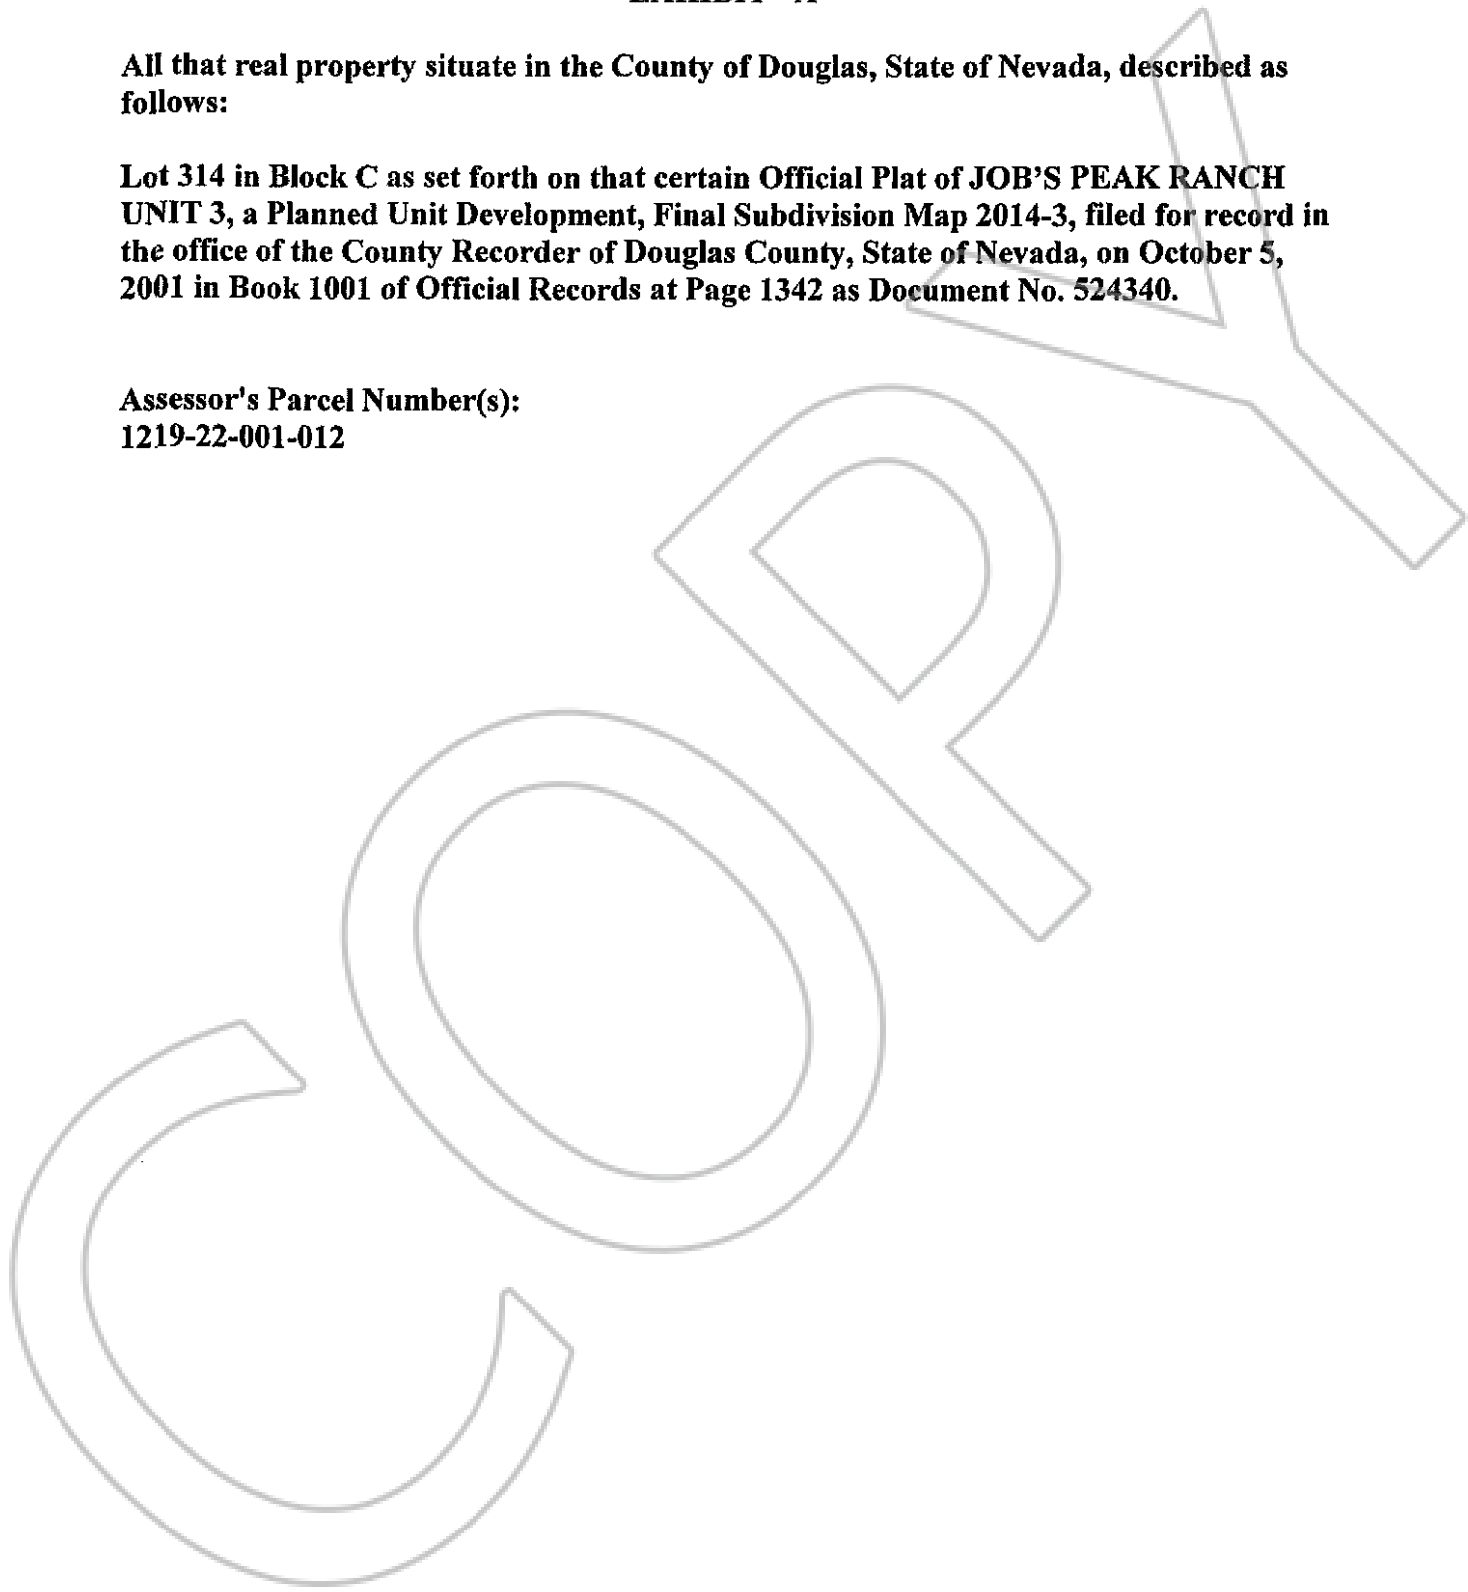 All that real property situate in the County of Douglas, State of Nevada, described as
follows:
Lot 314 in Block C as set forth on that certain Official Plat of JOB'S PEAK RANCH
UNIT 3, a Planned Unit Development, Final Subdivision Map 2014-3, filed for record in
the office of the County Recorder of Douglas County, State of Nevada, on October 5,
2001 in Book 1001 of Official Records at Page 1342 as Document No. 524340.
Assessor's Parcel Number(s):
1219-22-001-012
COPY